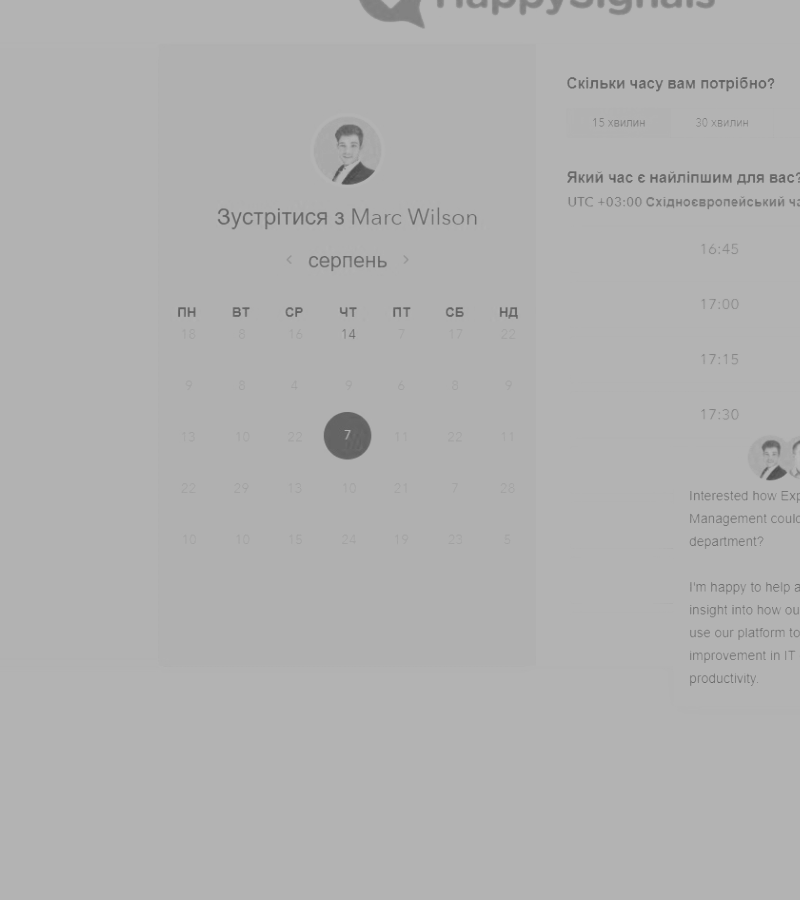 HappySignals
Зустрітися з Marc Wilson
серпень
ПН ВТ СР ЧТ ПТ СБ НД
18 8 16 14 7 17 22
9 8 4 9 6 8 9
13 10 22 7 11 22 11
22 29 13 10 21 7 28
10 10 15 24 19 23 5
Скільки часу вам потрібно?
15 хвилин 30 хвилин
Який час є найліпшим для вас?
UTC +03:00 Східноєвропейський ча
16:45
17:00
17:15
17:30
Interested how Exp
Management could
department?
I'm happy to help a
insight into how ou
use our platform to
improvement in IT
productivity.